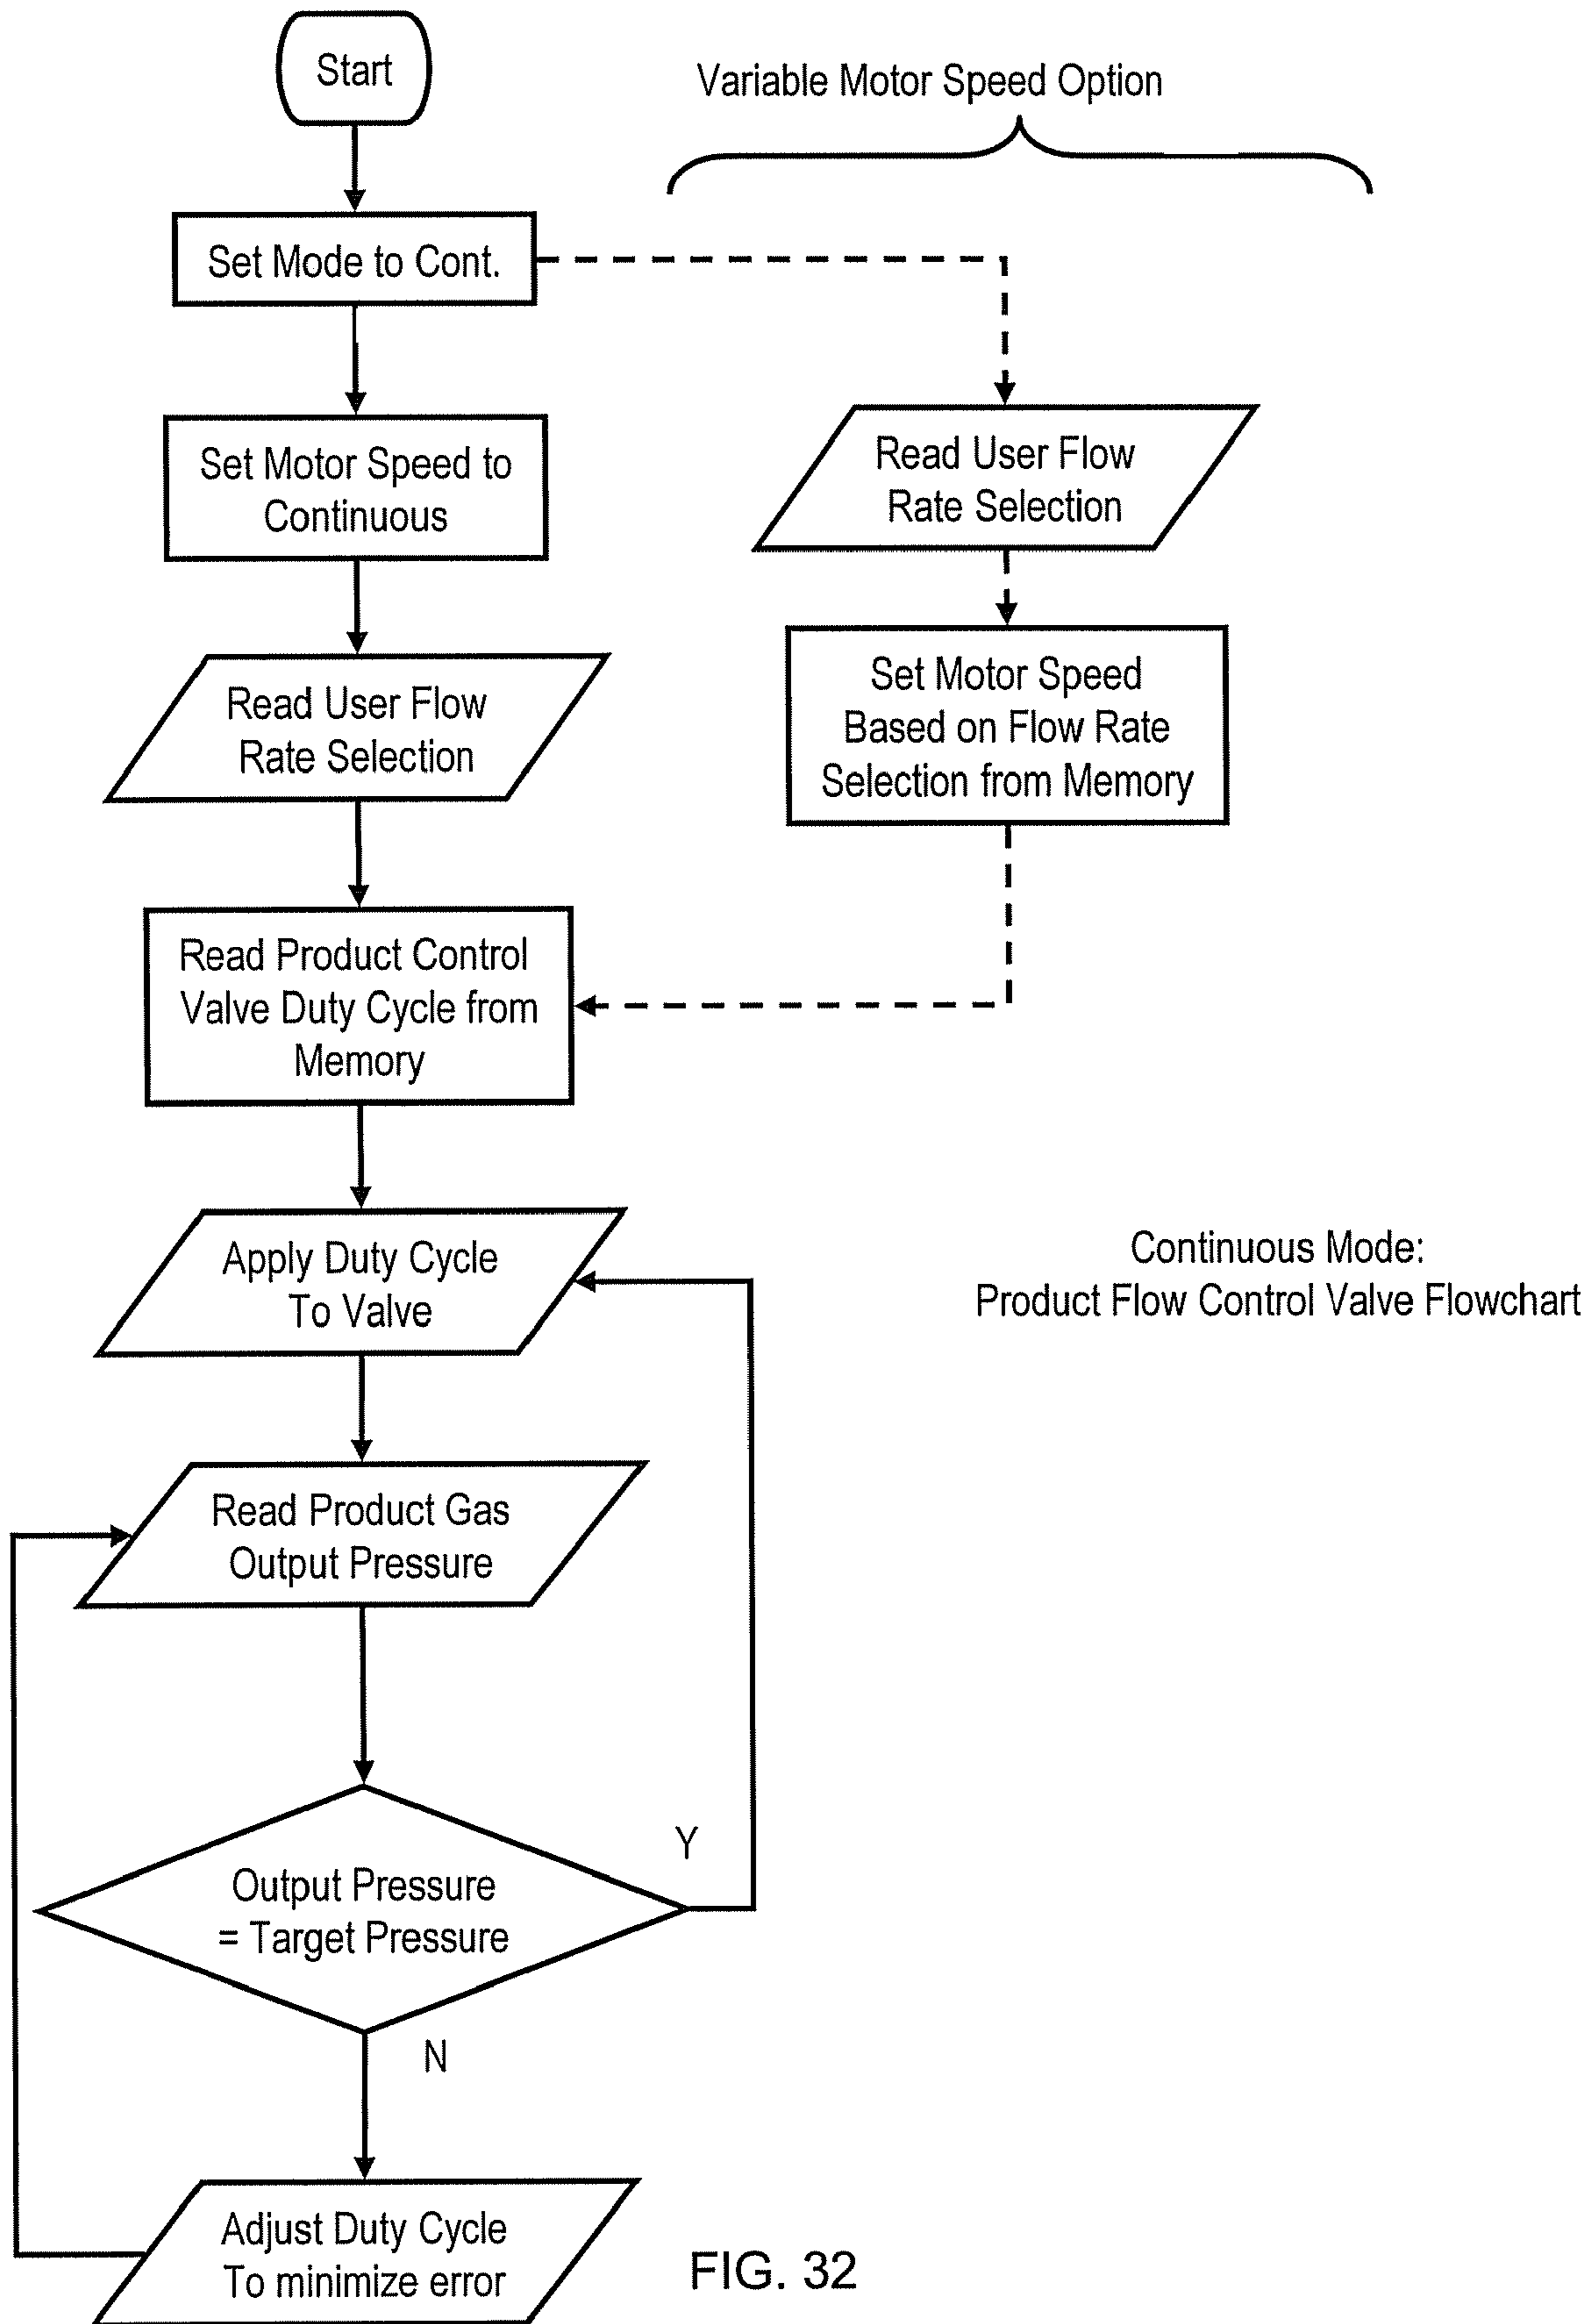 Start
Variable Motor Speed Option
Set Mode to Cont.
Set Motor Speed to
Continuous
Read User Flow
Rate Selection
Read User Flow
Rate Selection
Set Motor Speed
Based on Flow Rate
Selection from Memory
Read Product Control
Valve Duty Cycle from
Memory
Apply Duty Cycle
To Valve
Continuous Mode:
Product Flow Control Valve Flowchart
Read Product Gas
Output Pressure
Output Pressure
= Target Pressure
Y
N
Adjust Duty Cycle
To minimize error
FIG. 32